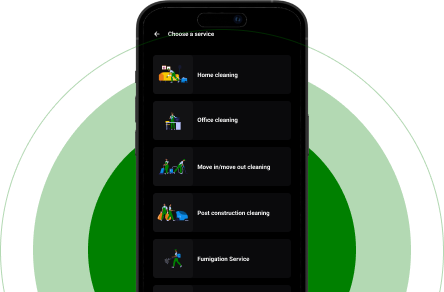 Choose a service
Home cleaning
Office cleaning
Move in/move out cleaning
Post construction cleaning
Fumigation Service